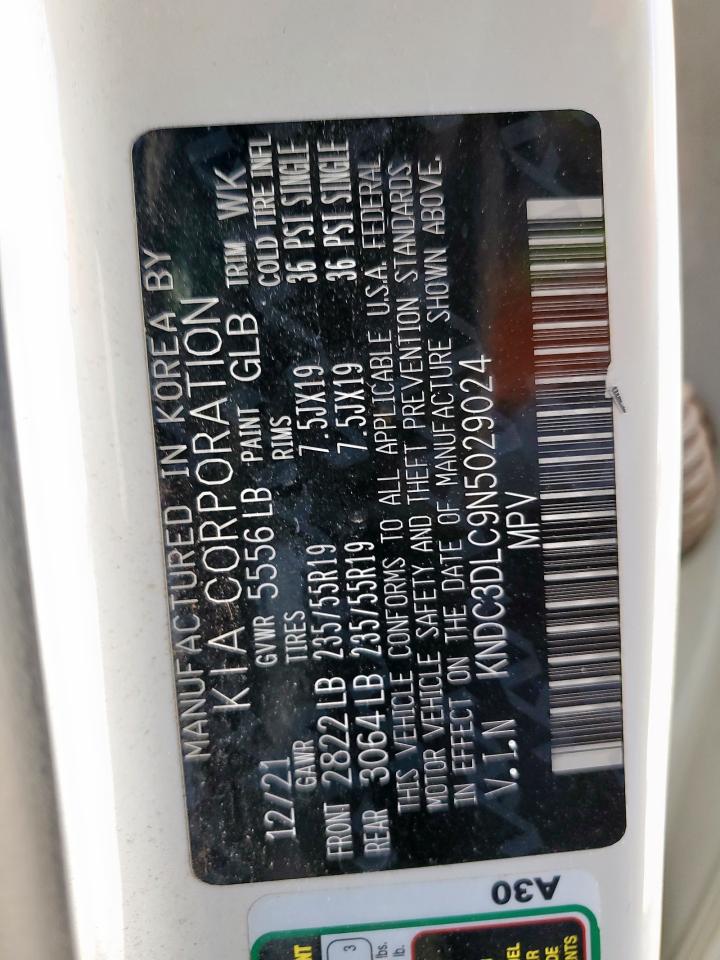 MANUFACTURED IN KOREA BY
KIA CORPORATION
12/21 GVWR 5556 LB PAINT GLB TRIM WK
GAWR TIRES RIMS COLD TIRE INFL
FRONT 2822 LB 235/55R19 7.5JX19 36 PSI SINGLE
REAR 3064 LB 235/55R19 7.5JX19 36 PSI SINGLE
THIS VEHICLE CONFORMS TO ALL APPLICABLE U.S.A. FEDERAL
MOTOR VEHICLE SAFETY AND THEFT PREVENTION STANDARDS
IN EFFECT ON THE DATE OF MANUFACTURE SHOWN ABOVE.
V.I.N KNDC3DLC9N5029024
MPV
A30
3
lbs.
lb.